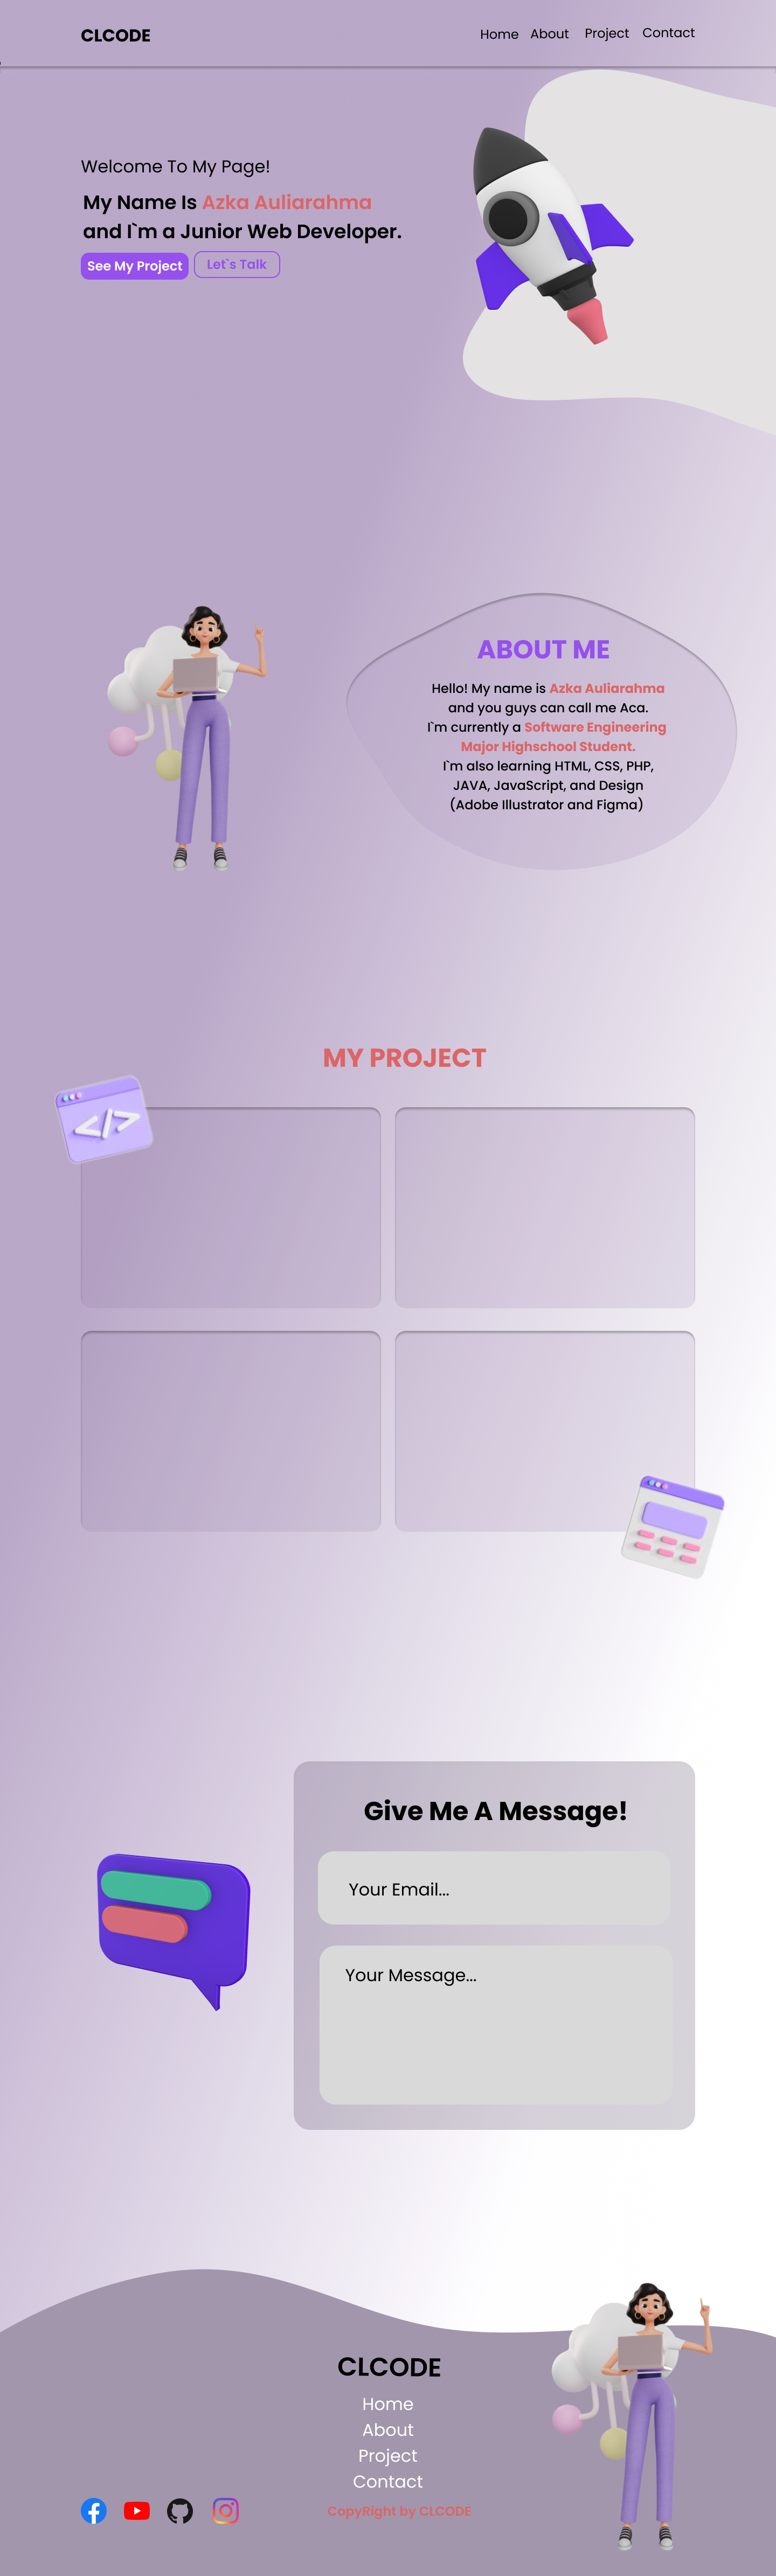 CLCODE
Home About Project Contact
Welcome To My Page!
My Name Is Azka Auliarahma
and I`m a Junior Web Developer.
See My Project
Let`s Talk
ABOUT ME
Hello! My name is Azka Auliarahma
and you guys can call me Aca.
I`m currently a Software Engineering
Major Highschool Student.
I`m also learning HTML, CSS, PHP,
JAVA, JavaScript, and Design
(Adobe Illustrator and Figma)
MY PROJECT
</>
Give Me A Message!
Your Email...
Your Message...
CLCODE
Home
About
Project
Contact
CopyRight by CLCODE